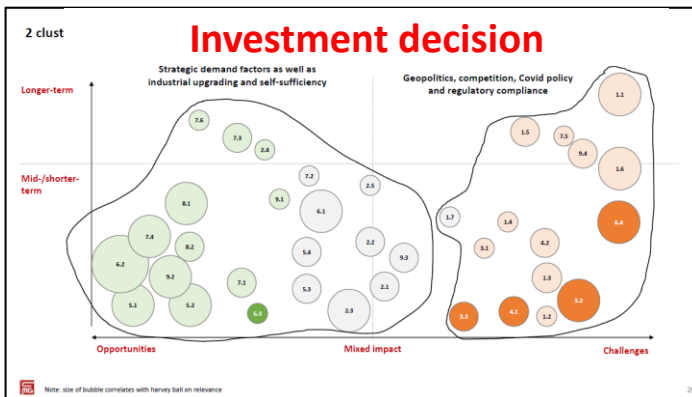 2 clust
Investment decision
Strategic demand factors as well as
industrial upgrading and self-sufficiency
Geopolitics, competition, Covid policy
and regulatory compliance
Longer-term
1.1
7.6
7.3
2.4
1.5
7.5
9.4
Mid-/shorter-
term
7.2
2.5
1.6
8.1
9.1
6.1
1.7
1.4
6.4
7.4
8.2
2.2
4.2
3.1
6.2
5.4
9.3
9.2
7.1
5.3
2.1
1.3
5.1
5.2
6.3
2.3
4.1
1.2
3.2
Opportunities
Mixed impact
Challenges
Note: size of bubble correlates with harvey ball on relevance